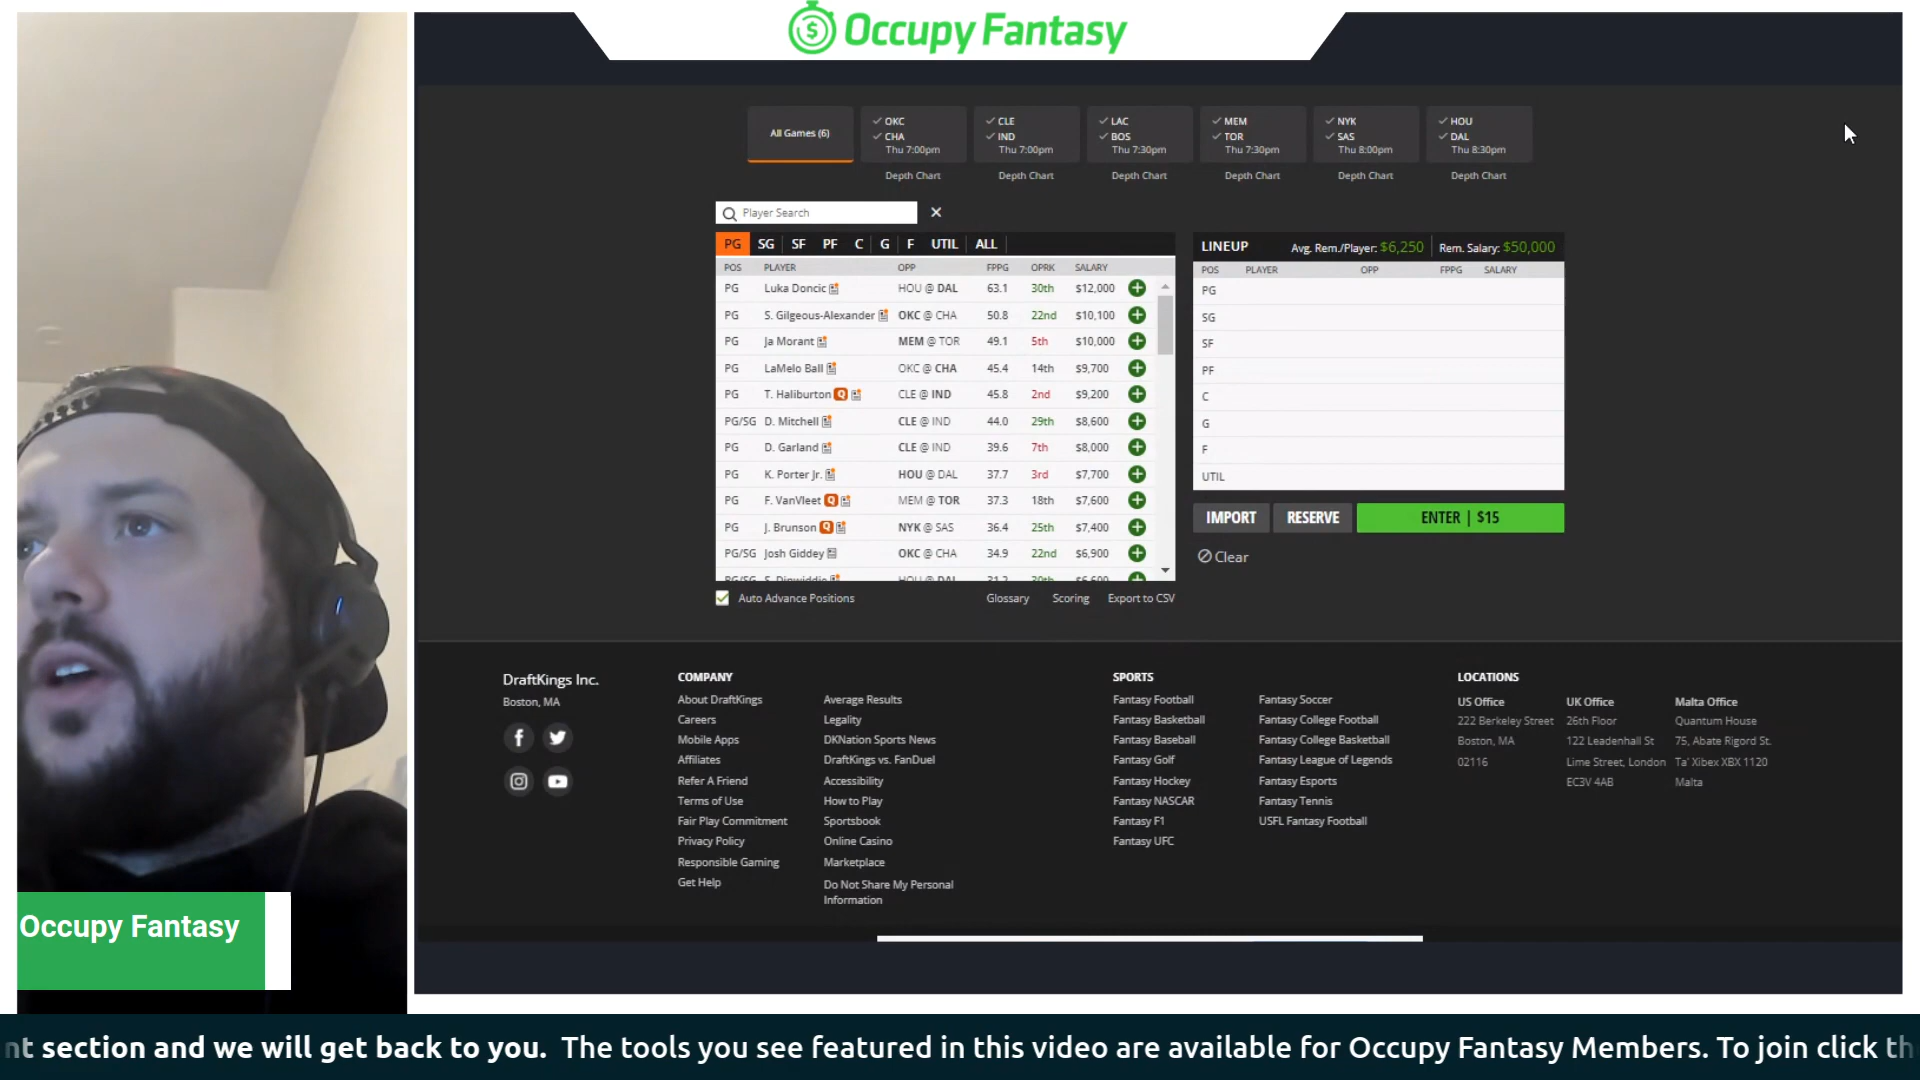 Occupy Fantasy
All Games (6)
OKC
CHA
Thu 7:00pm
Depth Chart
CLE
IND
Thu 7:00pm
Depth Chart
LAC
BOS
Thu 7:30pm
Depth Chart
MEM
TOR
Thu 7:30pm
Depth Chart
NYK
SAS
Thu 8:00pm
Depth Chart
HOU
DAL
Thu 8:30pm
Depth Chart
Player Search
PG SG SF PF C G F UTIL ALL
POS PLAYER OPP FPPG OPRK SALARY
PG Luka Doncic HOU @ DAL 63.1 30th $12,000
PG S. Gilgeous-Alexander OKC @ CHA 50.8 22nd $10,100
PG Ja Morant MEM @ TOR 49.1 5th $10,000
PG LaMelo Ball OKC @ CHA 45.4 14th $9,700
PG T. Haliburton Q CLE @ IND 45.8 2nd $9,200
PG/SG D. Mitchell CLE @ IND 44.0 29th $8,600
PG D. Garland CLE @ IND 39.6 7th $8,000
PG K. Porter Jr. HOU @ DAL 37.7 3rd $7,700
PG F. VanVleet Q MEM @ TOR 37.3 18th $7,600
PG J. Brunson Q NYK @ SAS 36.4 25th $7,400
PG/SG Josh Giddey OKC @ CHA 34.9 22nd $6,900
PG/SG S. Dinwiddie HOU @ DAL 31.2 30th $6,600
Auto Advance Positions
Glossary Scoring Export to CSV
LINEUP Avg. Rem./Player: $6,250 Rem. Salary: $50,000
POS PLAYER OPP FPPG SALARY
PG
SG
SF
PF
C
G
F
UTIL
IMPORT RESERVE ENTER | $15
Clear
DraftKings Inc.
Boston, MA
COMPANY
About DraftKings
Careers
Mobile Apps
Affiliates
Refer A Friend
Terms of Use
Fair Play Commitment
Privacy Policy
Responsible Gaming
Get Help
Average Results
Legality
DKNation Sports News
DraftKings vs. FanDuel
Accessibility
How to Play
Sportsbook
Online Casino
Marketplace
Do Not Share My Personal
Information
SPORTS
Fantasy Football
Fantasy Basketball
Fantasy Baseball
Fantasy Golf
Fantasy Hockey
Fantasy NASCAR
Fantasy F1
Fantasy UFC
Fantasy Soccer
Fantasy College Football
Fantasy College Basketball
Fantasy League of Legends
Fantasy Esports
Fantasy Tennis
USFL Fantasy Football
LOCATIONS
US Office
222 Berkeley Street
Boston, MA
02116
UK Office
26th Floor
122 Leadenhall St
Lime Street, London
EC3V 4AB
Malta Office
Quantum House
75, Abate Rigord St.
Ta' Xibex XBX 1120
Malta
Occupy Fantasy
nt section and we will get back to you. The tools you see featured in this video are available for Occupy Fantasy Members. To join click th